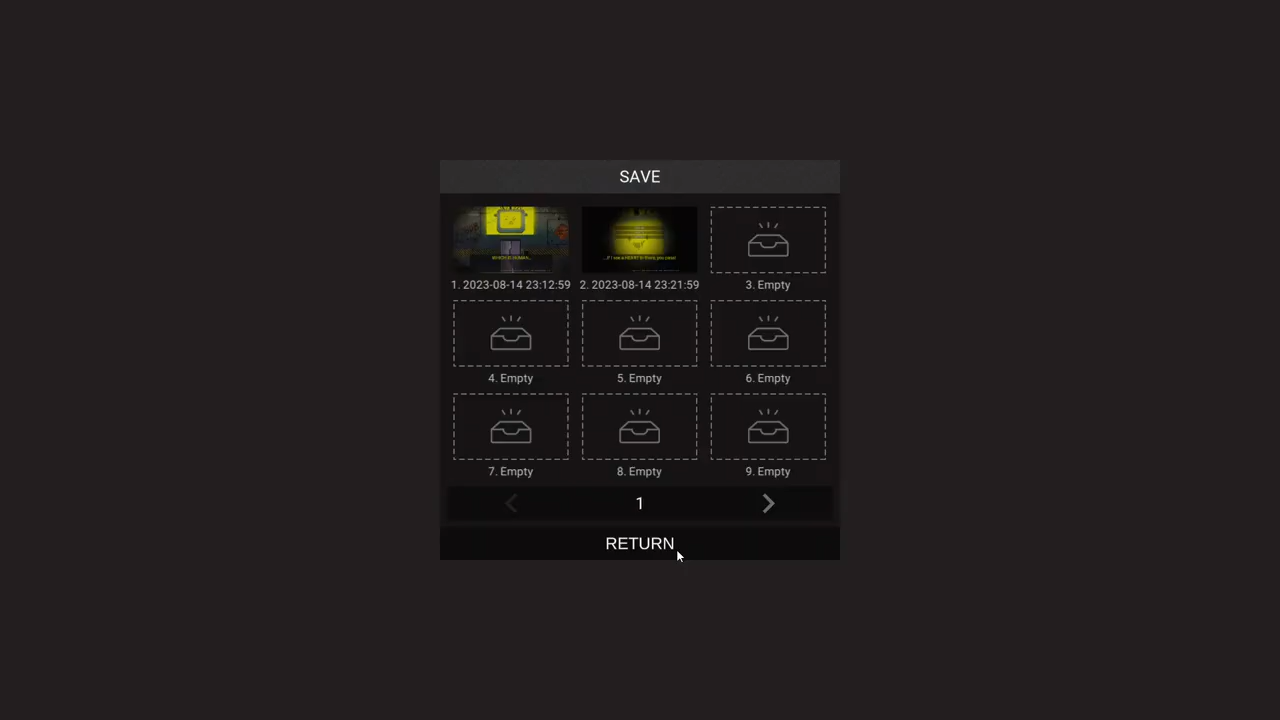 SAVE
1. 2023-08-14 23:12:59
2. 2023-08-14 23:21:59
3. Empty
4. Empty
5. Empty
6. Empty
7. Empty
8. Empty
9. Empty
1
RETURN